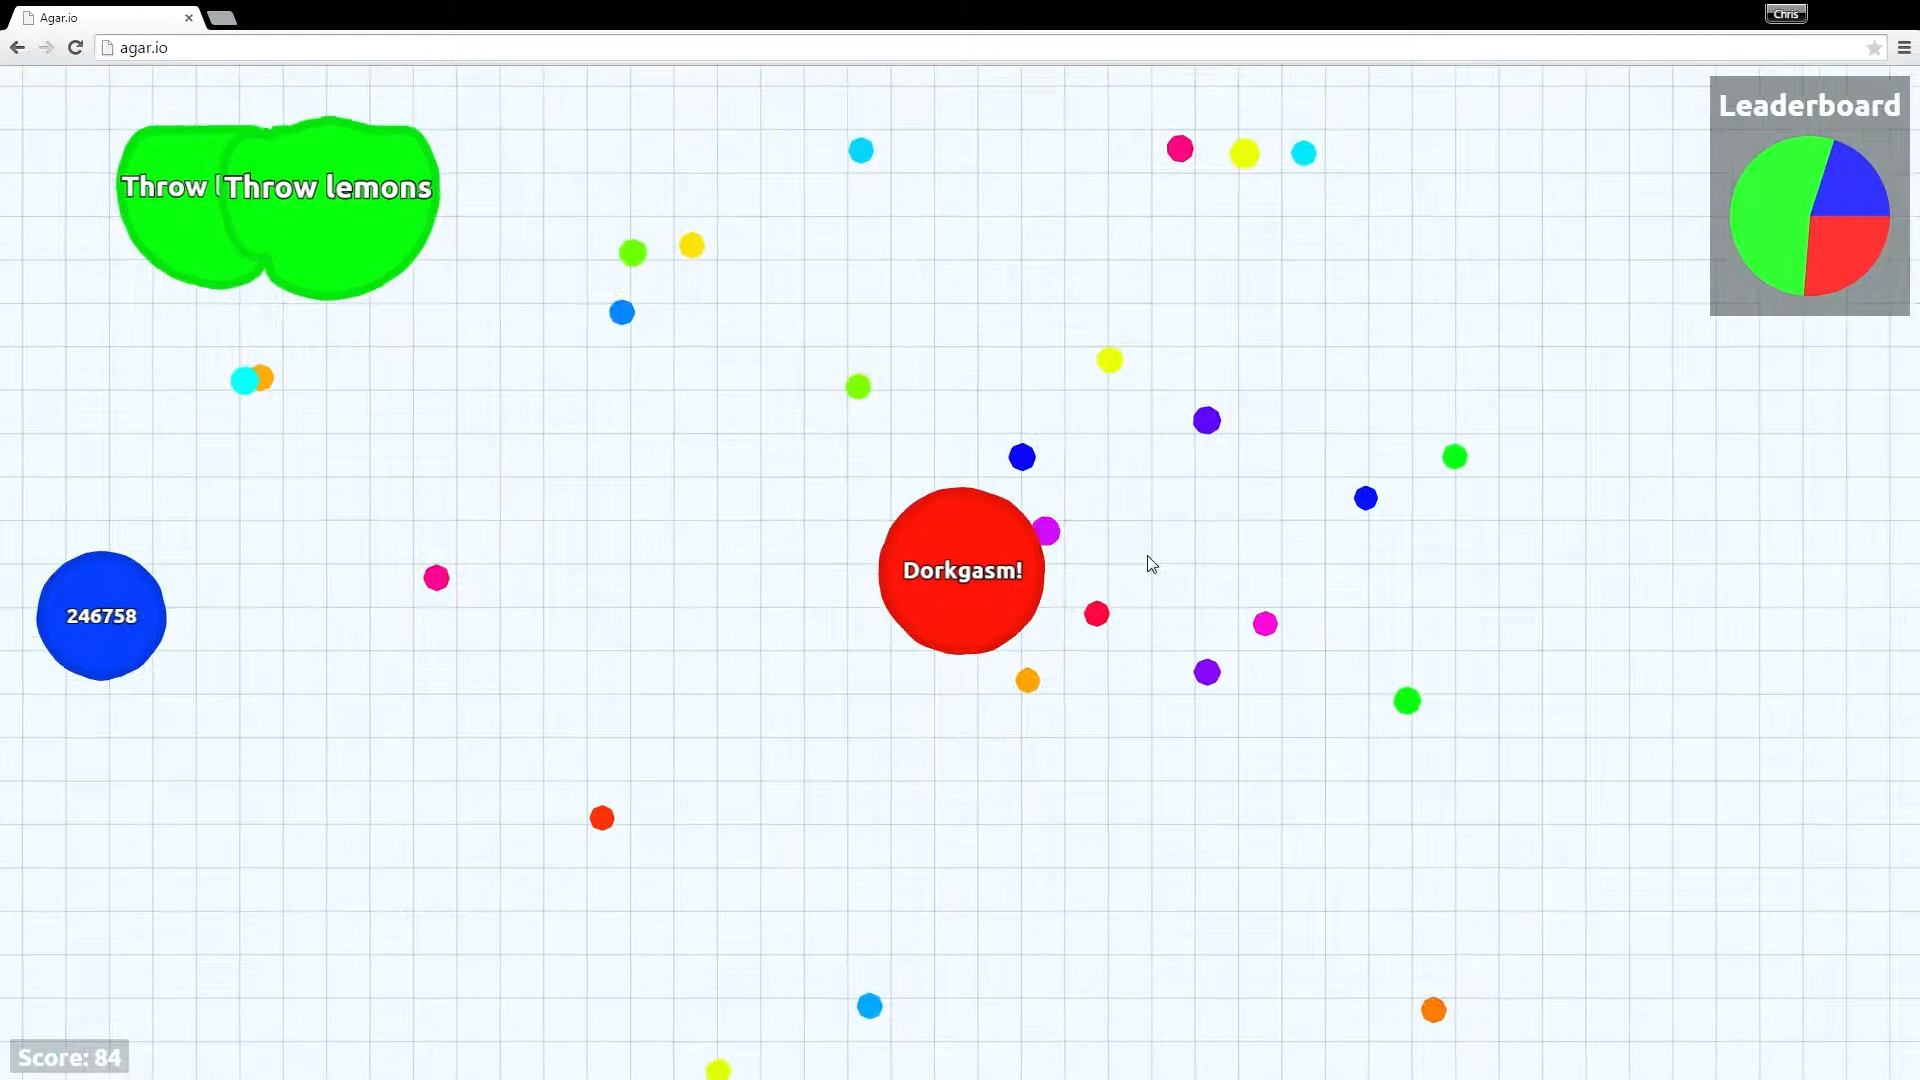 Agar.io
Chris
agar.io
Leaderboard
Throw
Throw lemons
Dorkgasm!
246758
Score: 84